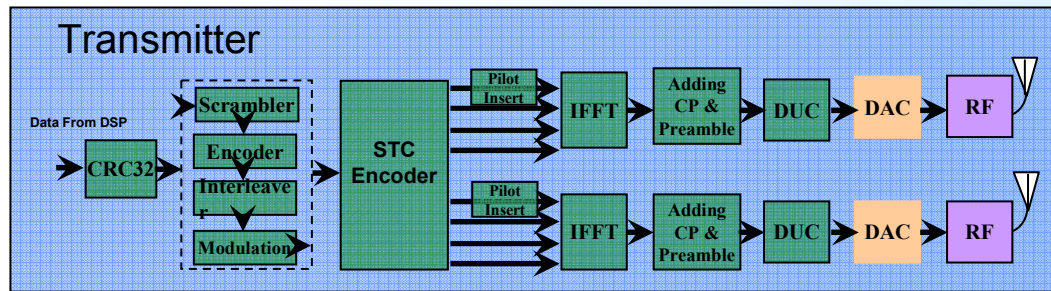 Transmitter
Data From DSP
CRC32
Scrambler
Encoder
Interleave
r
Modulation
STC
Encoder
Pilot
Insert
IFFT
Adding
CP &
Preamble
DUC
DAC
RF
Pilot
Insert
IFFT
Adding
CP &
Preamble
DUC
DAC
RF